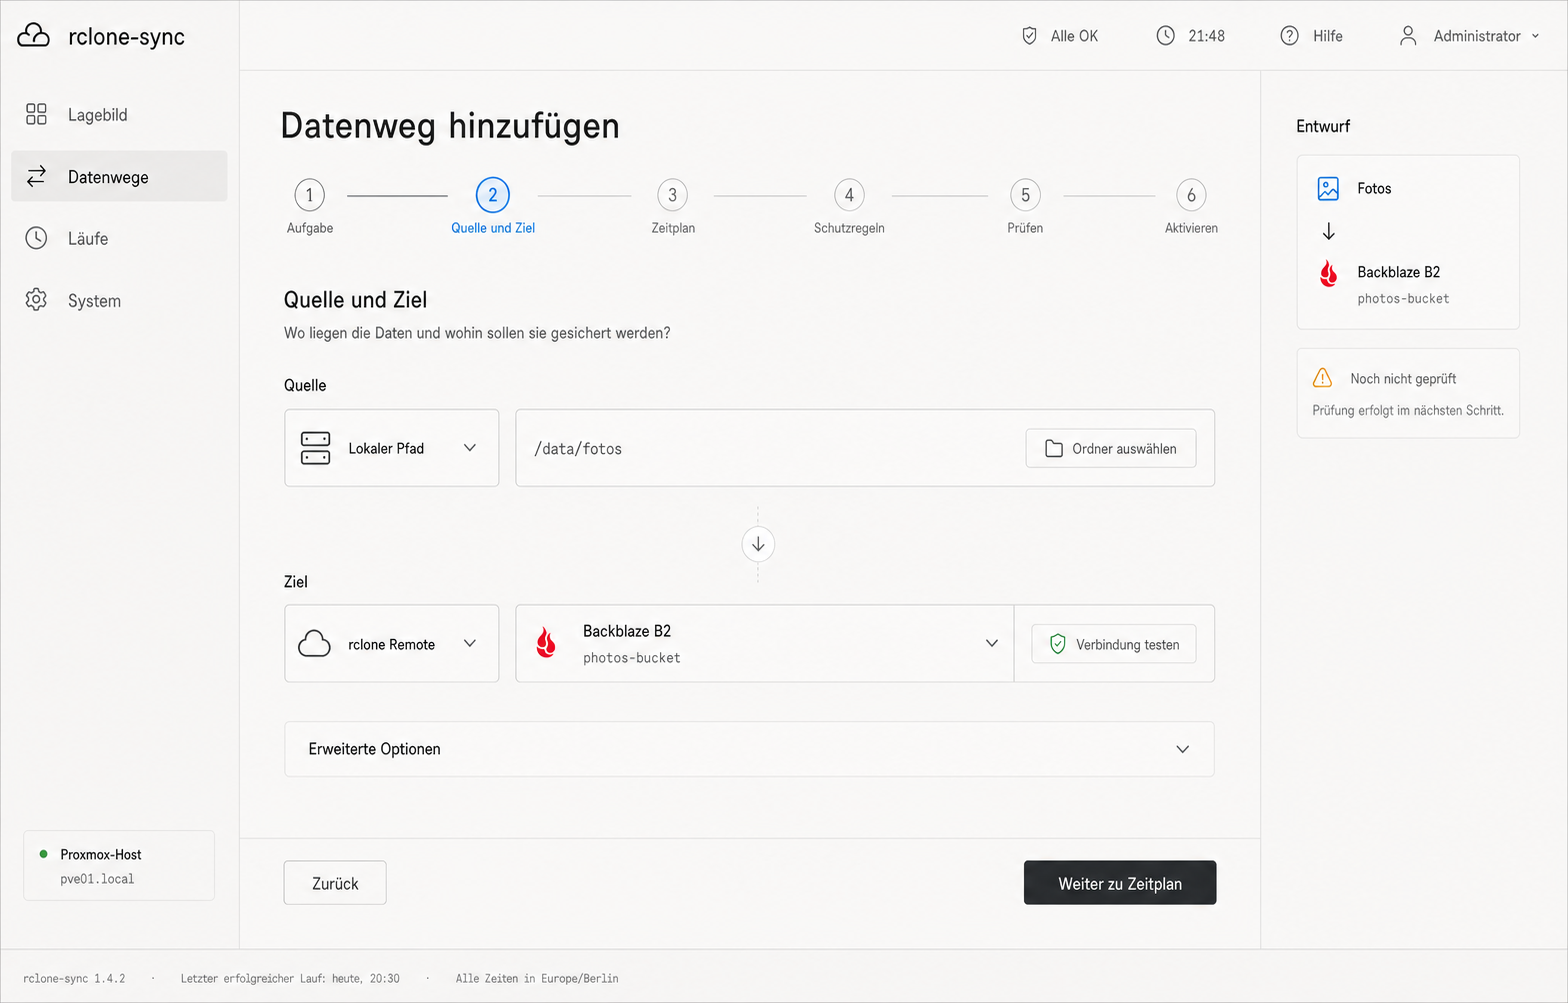 rclone-sync
Alle OK
21:48
Hilfe
Administrator
Lagebild
Datenwege
Läufe
System
Proxmox-Host
pve01.local
Datenweg hinzufügen
1
2
3
4
5
6
Aufgabe
Quelle und Ziel
Zeitplan
Schutzregeln
Prüfen
Aktivieren
Quelle und Ziel
Wo liegen die Daten und wohin sollen sie gesichert werden?
Quelle
Lokaler Pfad
/data/fotos
Ordner auswählen
Ziel
rclone Remote
Backblaze B2
photos-bucket
Verbindung testen
Erweiterte Optionen
Zurück
Weiter zu Zeitplan
Entwurf
Fotos
Backblaze B2
photos-bucket
Noch nicht geprüft
Prüfung erfolgt im nächsten Schritt.
rclone-sync 1.4.2 · Letzter erfolgreicher Lauf: heute, 20:30 · Alle Zeiten in Europe/Berlin